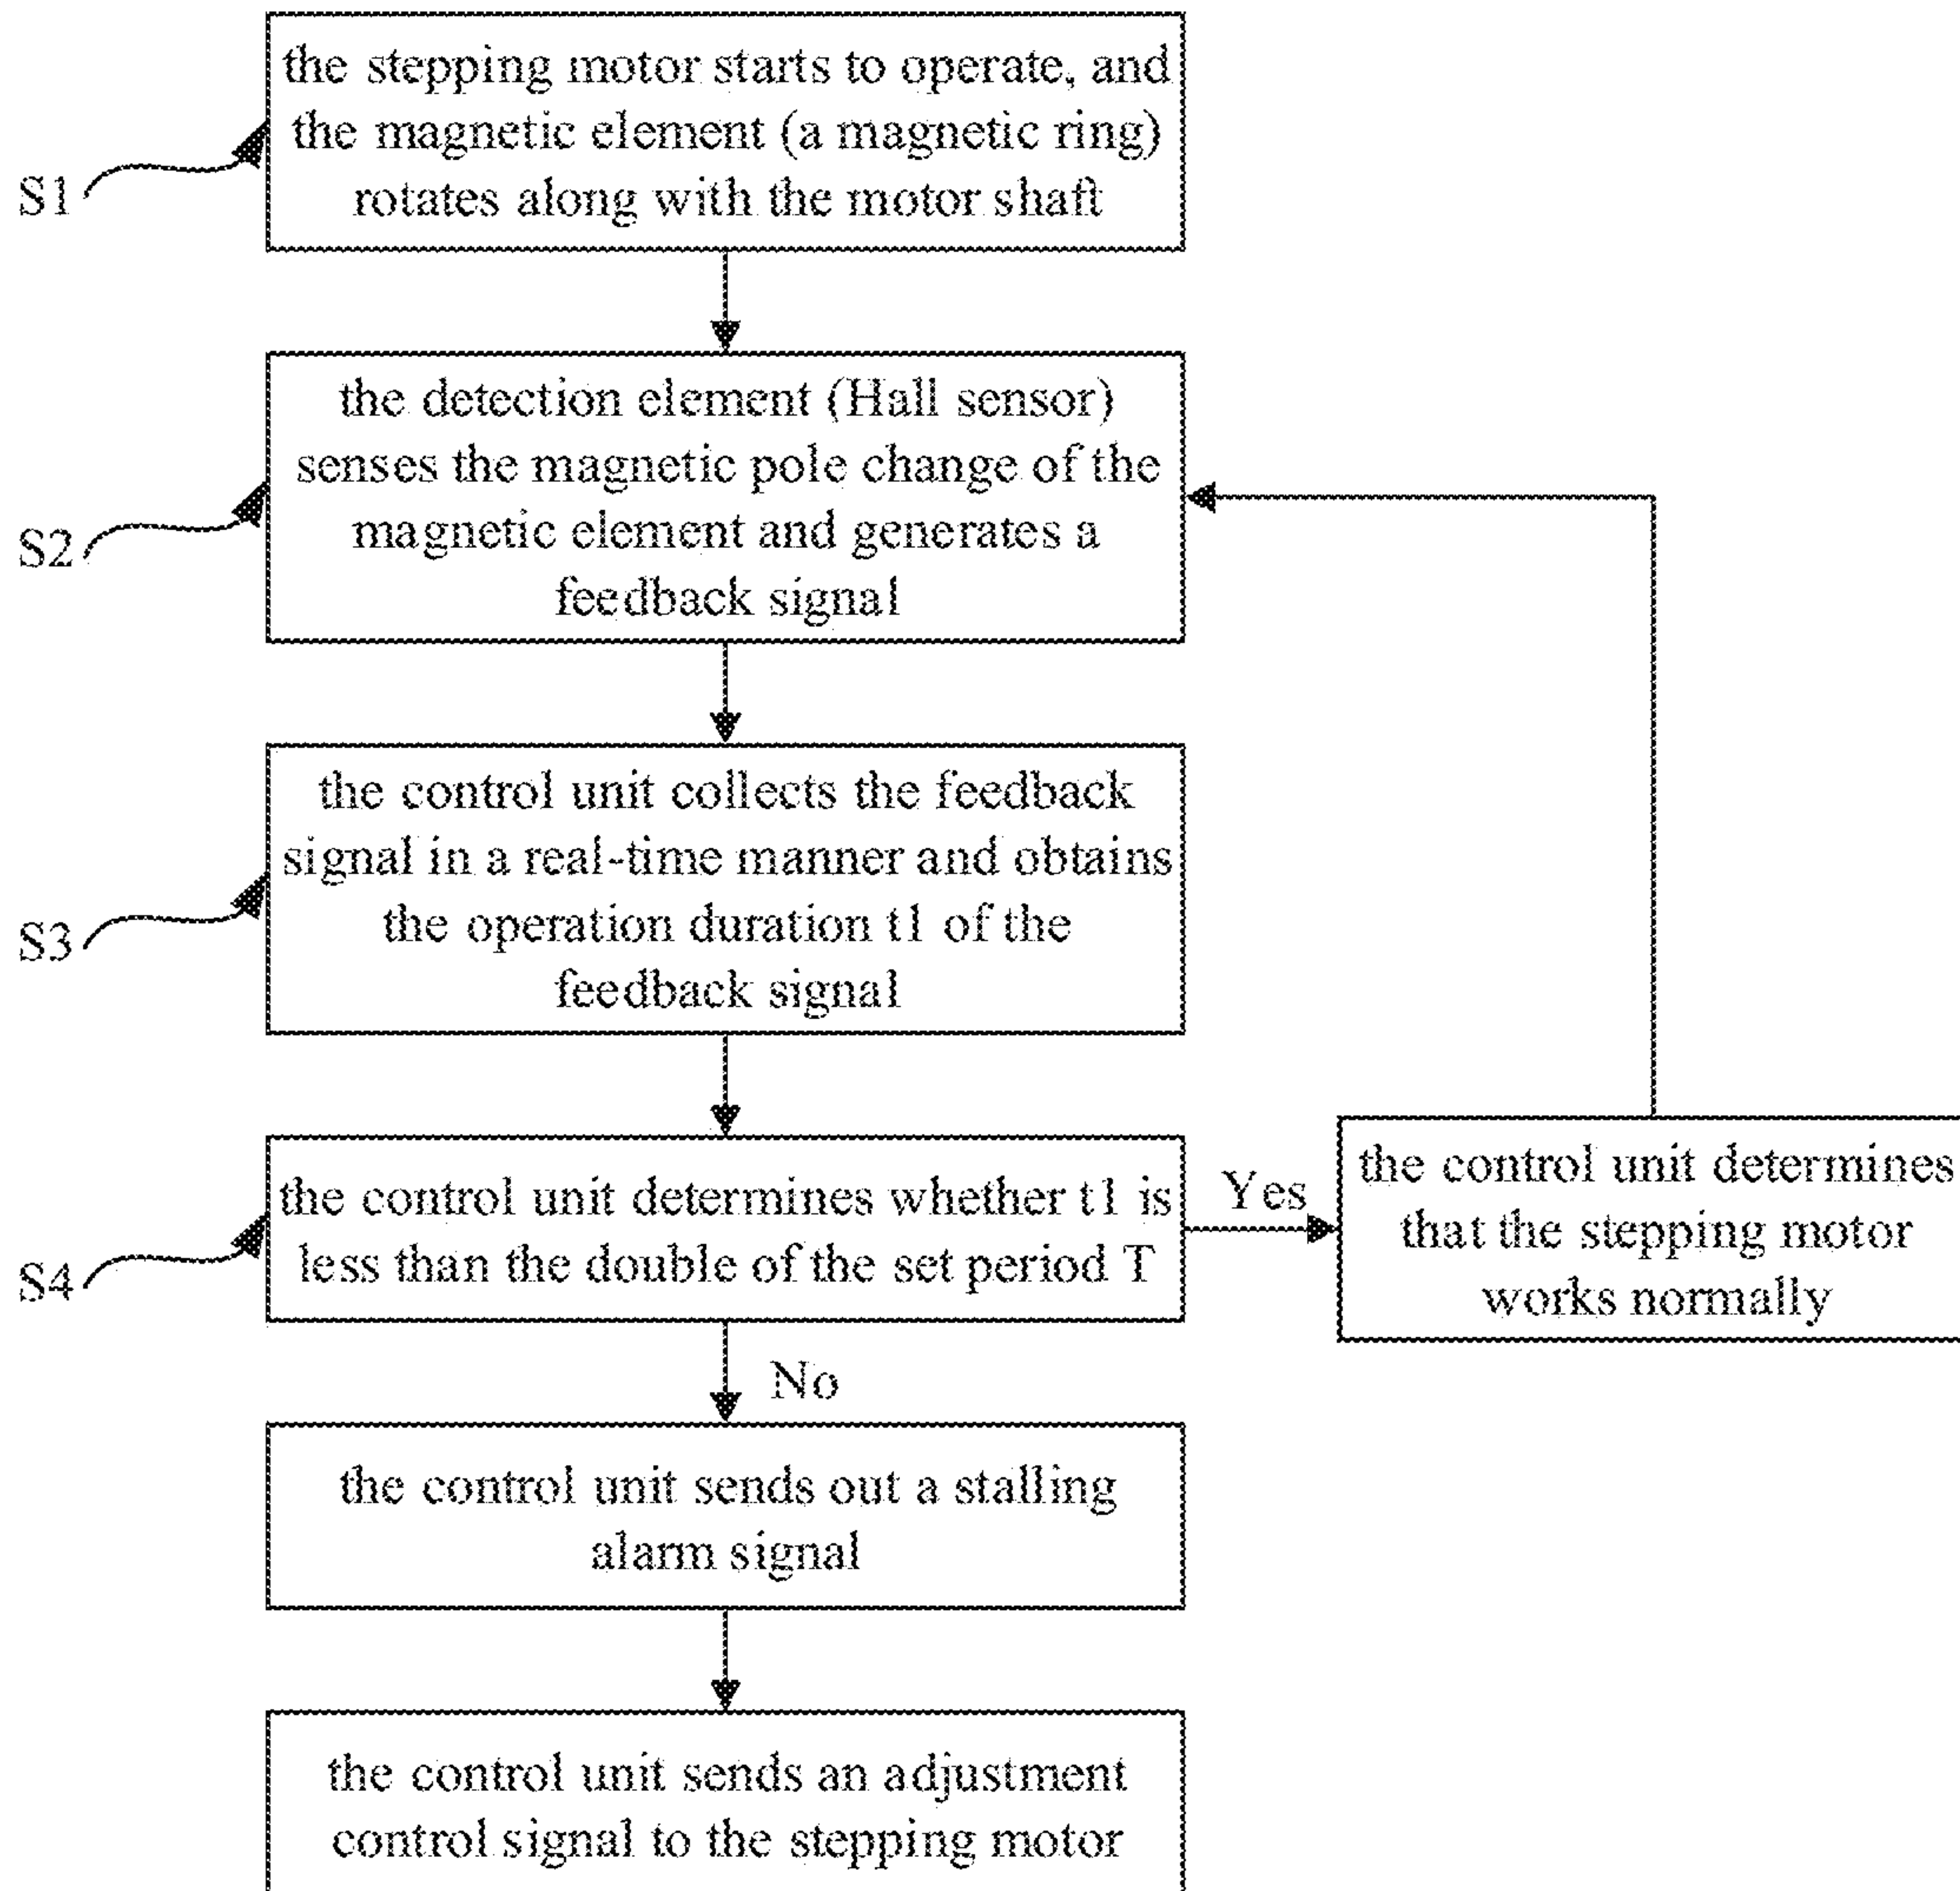 the stepping motor starts to operate, and
the magnetic element (a magnetic ring)
rotates along with the motor shaft
S1
the detection element (Hall sensor)
senses the magnetic pole change of the
magnetic element and generates a
feedback signal
S2
the control unit collects the feedback
signal in a real-time manner and obtains
the operation duration t1 of the
feedback signal
S3
the control unit determines whether t1 is
less than the double of the set period T
S4
Yes
the control unit determines
that the stepping motor
works normally
No
the control unit sends out a stalling
alarm signal
the control unit sends an adjustment
control signal to the stepping motor